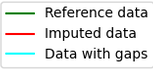 Reference data
Imputed data
Data with gaps